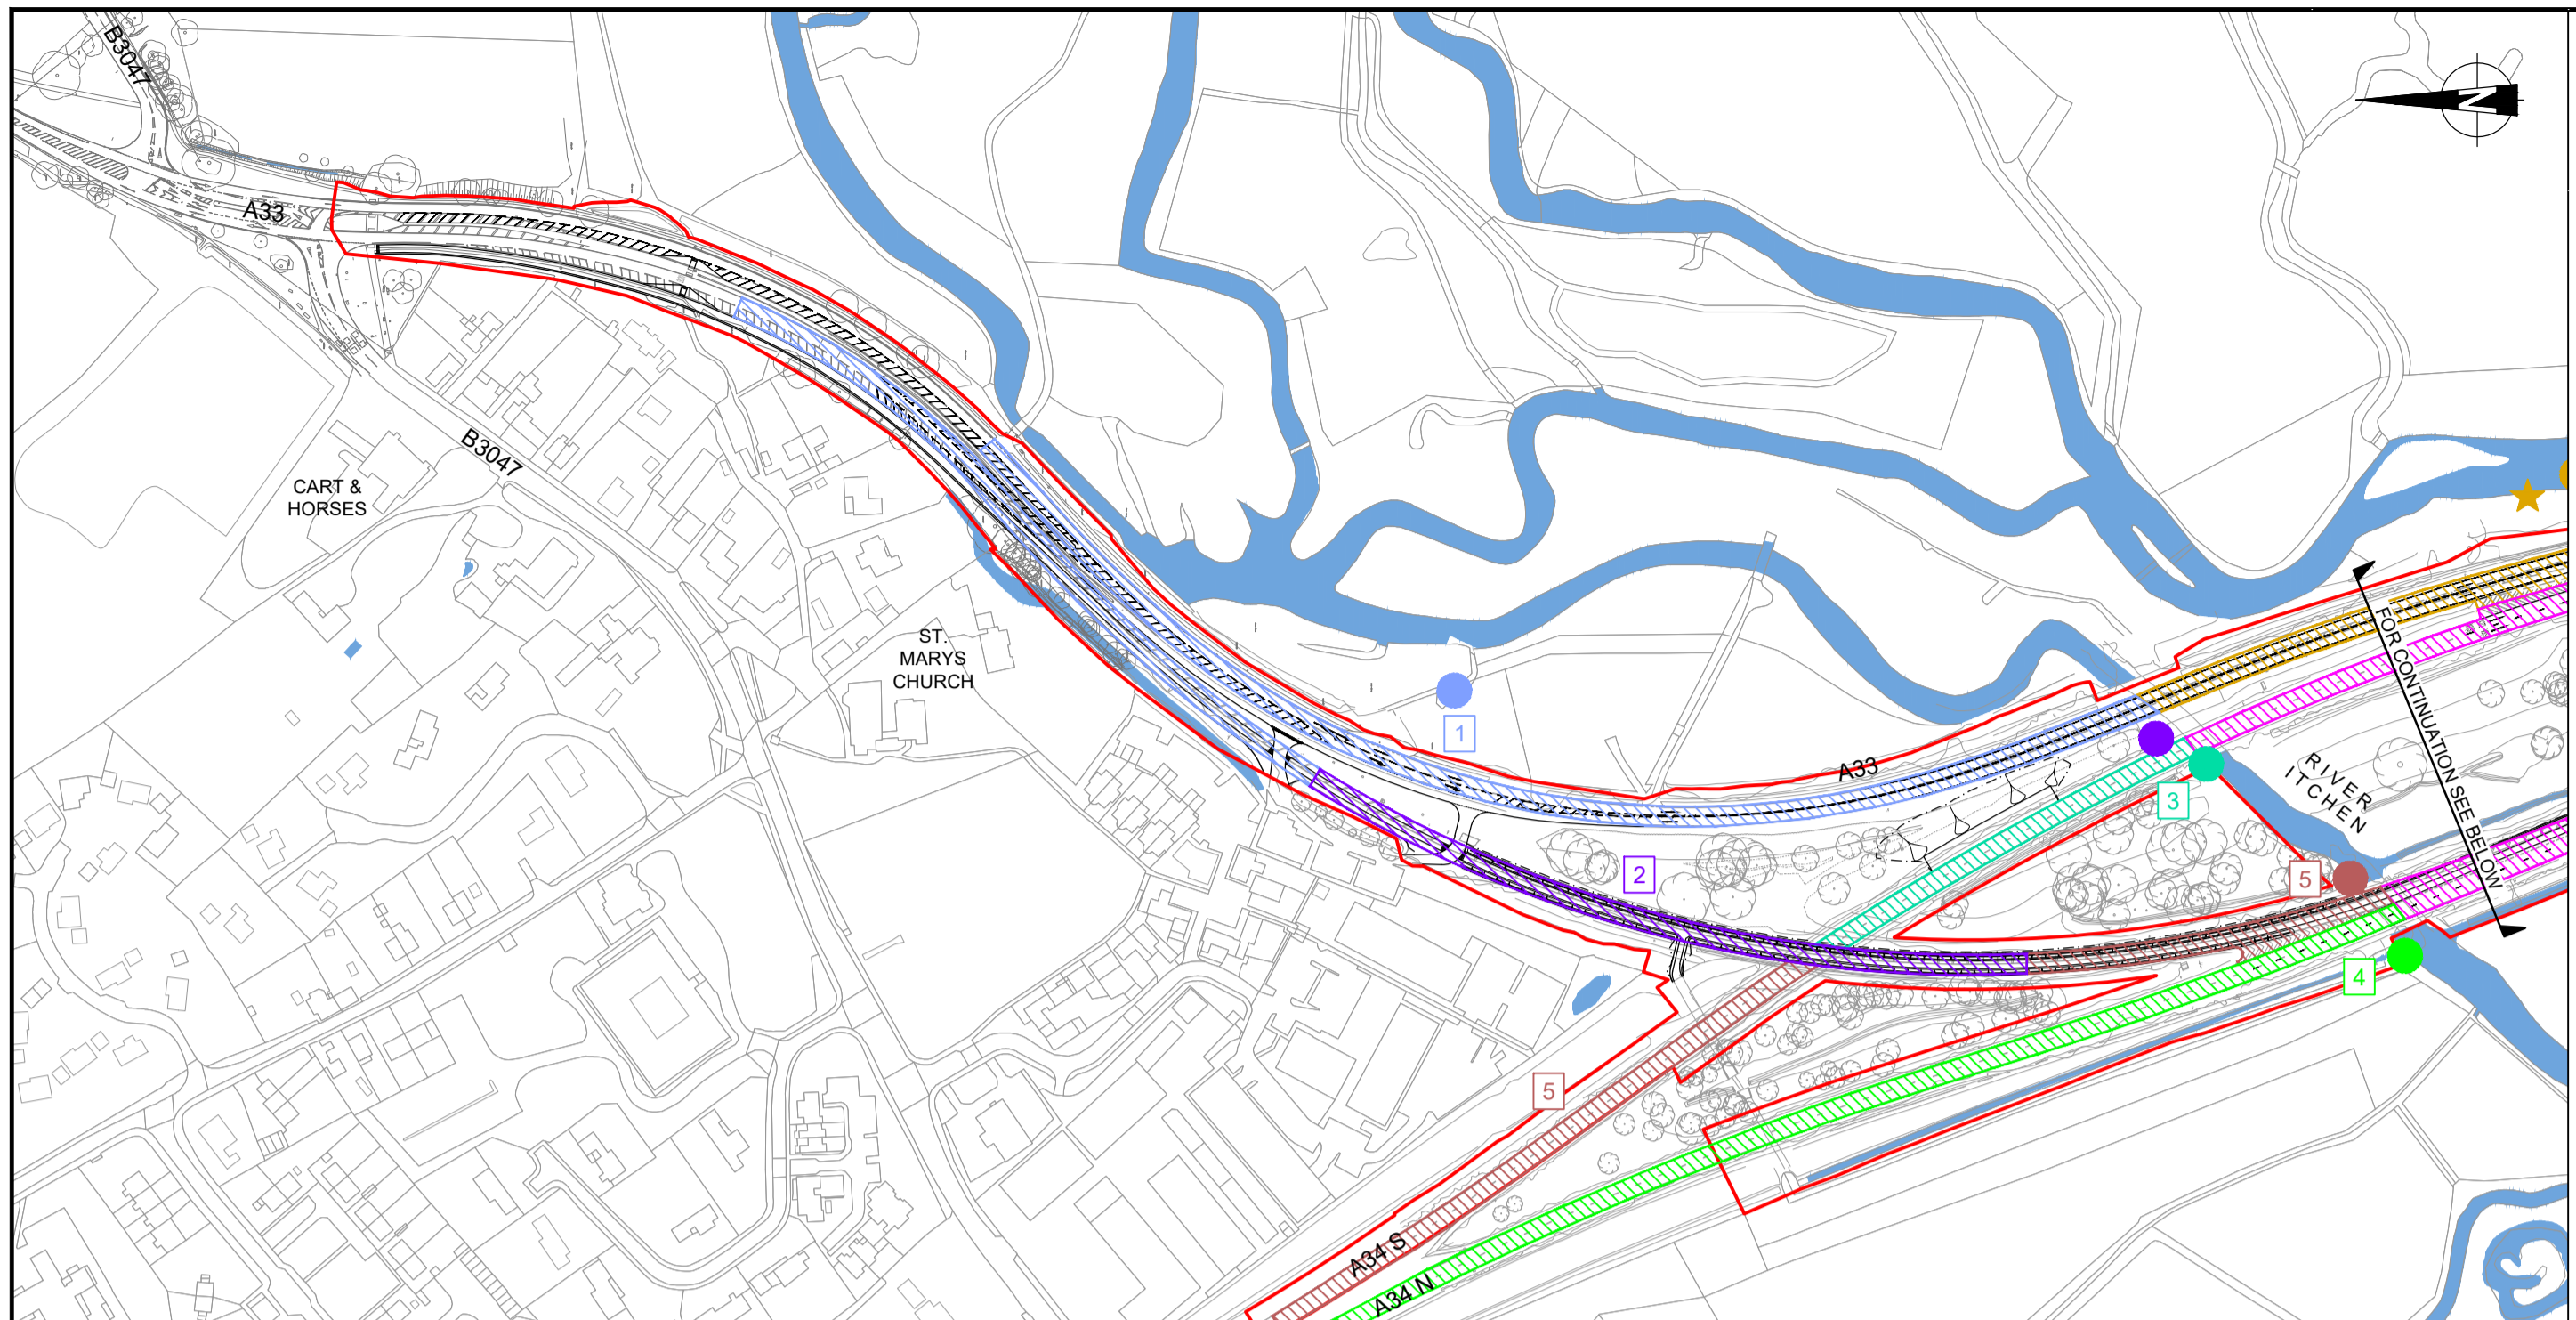 B3047
N
A33
B3047
CART &
HORSES
ST.
MARYS
CHURCH
1
A33
RIVER
ITCHEN
FOR CONTINUATION SEE BELOW
3
2
5
4
5
A34 S
A34 N